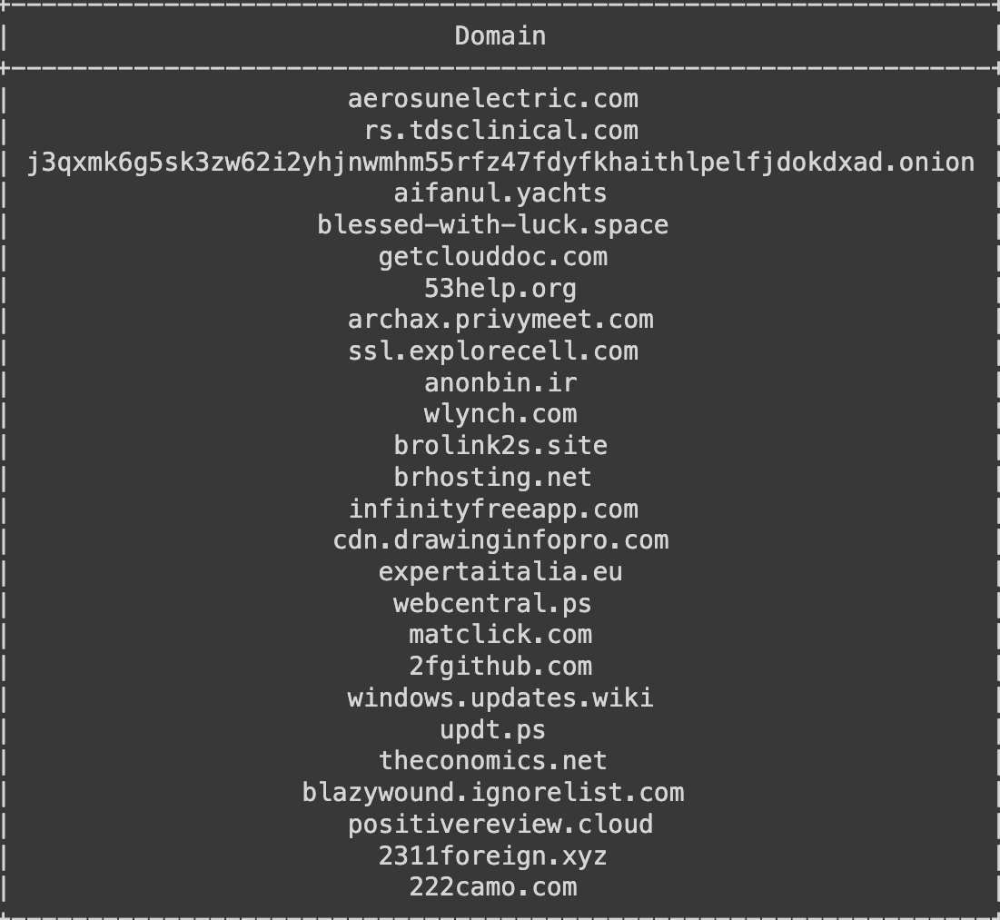 Domain
aerosunelectric.com
rs.tdsclinical.com
j3qxmk6g5sk3zw62i2yhjnwmhm55rfz47fdyfkhaithlpelfjdokdxad.onion
aifanul.yachts
blessed-with-luck.space
getclouddoc.com
53help.org
archax.privymeet.com
ssl.explorecell.com
anonbin.ir
wlynch.com
brolink2s.site
brhosting.net
infinityfreeapp.com
cdn.drawinginfopro.com
expertaitalia.eu
webcentral.ps
matclick.com
2fgithub.com
windows.updates.wiki
updt.ps
theconomics.net
blazywound.ignorelist.com
positivereview.cloud
2311foreign.xyz
222camo.com